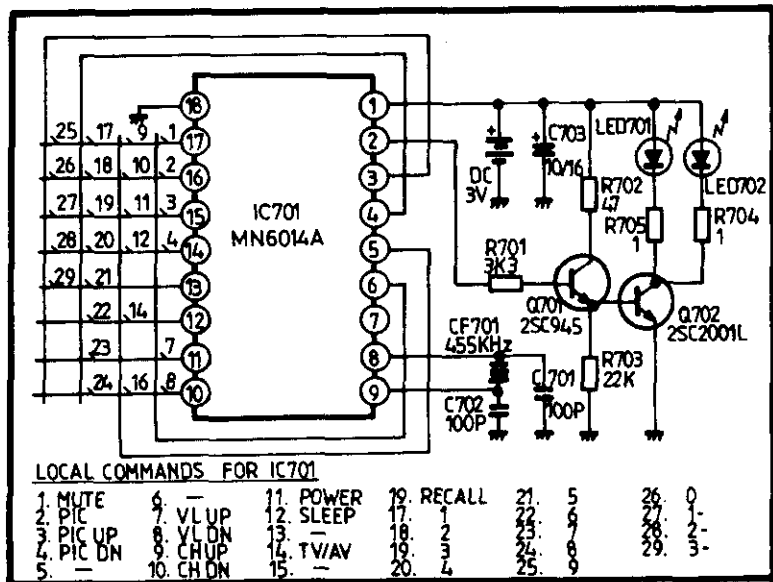 18
1
17
2
16
3
15
4
14
5
13
6
12
7
11
8
10
9
IC701
MN6014A
25 17 9 1
26 18 10 2
27 19 11 3
28 20 12 4
29 21
22 14
23 7
24 16 8
+
DC
3V
+
C703
10/16
LED701
LED702
R702
47
R705
1
R704
1
R701
3K3
Q701
2SC945
Q702
2SC2001L
CF701
455KHz
C702
100P
C701
100P
R703
22K
LOCAL COMMANDS FOR IC701
1. MUTE 6. — 11. POWER 19. RECALL 21. 5 26. 0
2. PIC 7. VL UP 12. SLEEP 17. 1 22. 6 27. 1-
3. PIC UP 8. VL DN 13. — 18. 2 23. 7 28. 2-
4. PIC DN 9. CH UP 14. TV/AV 19. 3 24. 8 29. 3-
5. — 10. CH DN 15. — 20. 4 25. 9